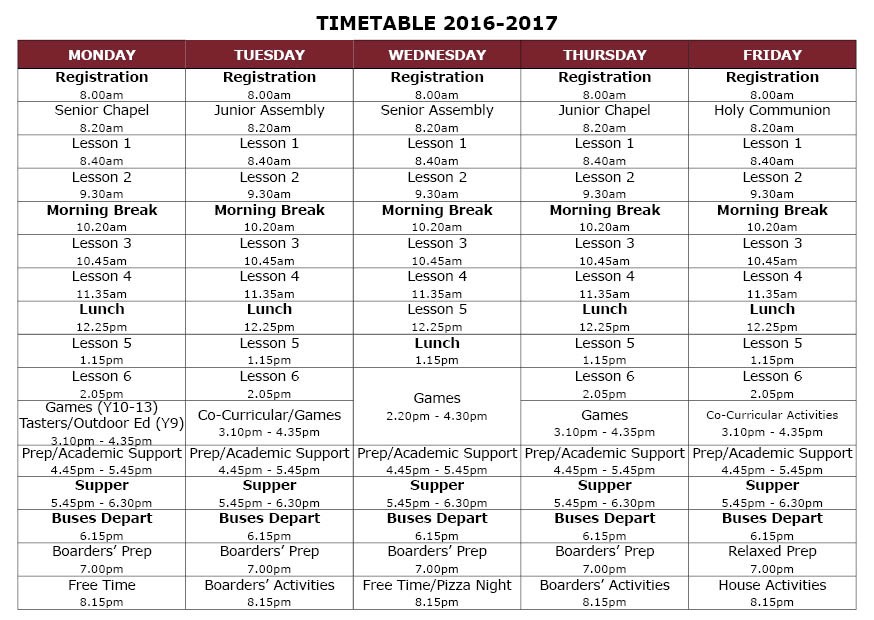 TIMETABLE 2016-2017
MONDAY TUESDAY WEDNESDAY THURSDAY FRIDAY
Registration Registration Registration Registration Registration
8.00am 8.00am 8.00am 8.00am 8.00am
Senior Chapel Junior Assembly Senior Assembly Junior Chapel Holy Communion
8.20am 8.20am 8.20am 8.20am 8.20am
Lesson 1 Lesson 1 Lesson 1 Lesson 1 Lesson 1
8.40am 8.40am 8.40am 8.40am 8.40am
Lesson 2 Lesson 2 Lesson 2 Lesson 2 Lesson 2
9.30am 9.30am 9.30am 9.30am 9.30am
Morning Break Morning Break Morning Break Morning Break Morning Break
10.20am 10.20am 10.20am 10.20am 10.20am
Lesson 3 Lesson 3 Lesson 3 Lesson 3 Lesson 3
10.45am 10.45am 10.45am 10.45am 10.45am
Lesson 4 Lesson 4 Lesson 4 Lesson 4 Lesson 4
11.35am 11.35am 11.35am 11.35am 11.35am
Lunch Lunch Lesson 5 Lunch Lunch
12.25pm 12.25pm 12.25pm 12.25pm 12.25pm
Lesson 5 Lesson 5 Lunch Lesson 5 Lesson 5
1.15pm 1.15pm 1.15pm 1.15pm 1.15pm
Lesson 6 Lesson 6 Lesson 6 Lesson 6
2.05pm 2.05pm 2.05pm 2.05pm
Games
2.20pm - 4.30pm
Games (Y10-13)
Tasters/Outdoor Ed (Y9) Co-Curricular/Games Games Co-Curricular Activities
3.10pm - 4.35pm 3.10pm - 4.35pm 3.10pm - 4.35pm 3.10pm - 4.35pm
Prep/Academic Support Prep/Academic Support Prep/Academic Support Prep/Academic Support Prep/Academic Support
4.45pm - 5.45pm 4.45pm - 5.45pm 4.45pm - 5.45pm 4.45pm - 5.45pm 4.45pm - 5.45pm
Supper Supper Supper Supper Supper
5.45pm - 6.30pm 5.45pm - 6.30pm 5.45pm - 6.30pm 5.45pm - 6.30pm 5.45pm - 6.30pm
Buses Depart Buses Depart Buses Depart Buses Depart Buses Depart
6.15pm 6.15pm 6.15pm 6.15pm 6.15pm
Boarders’ Prep Boarders’ Prep Boarders’ Prep Boarders’ Prep Relaxed Prep
7.00pm 7.00pm 7.00pm 7.00pm 7.00pm
Free Time Boarders’ Activities Free Time/Pizza Night Boarders’ Activities House Activities
8.15pm 8.15pm 8.15pm 8.15pm 8.15pm